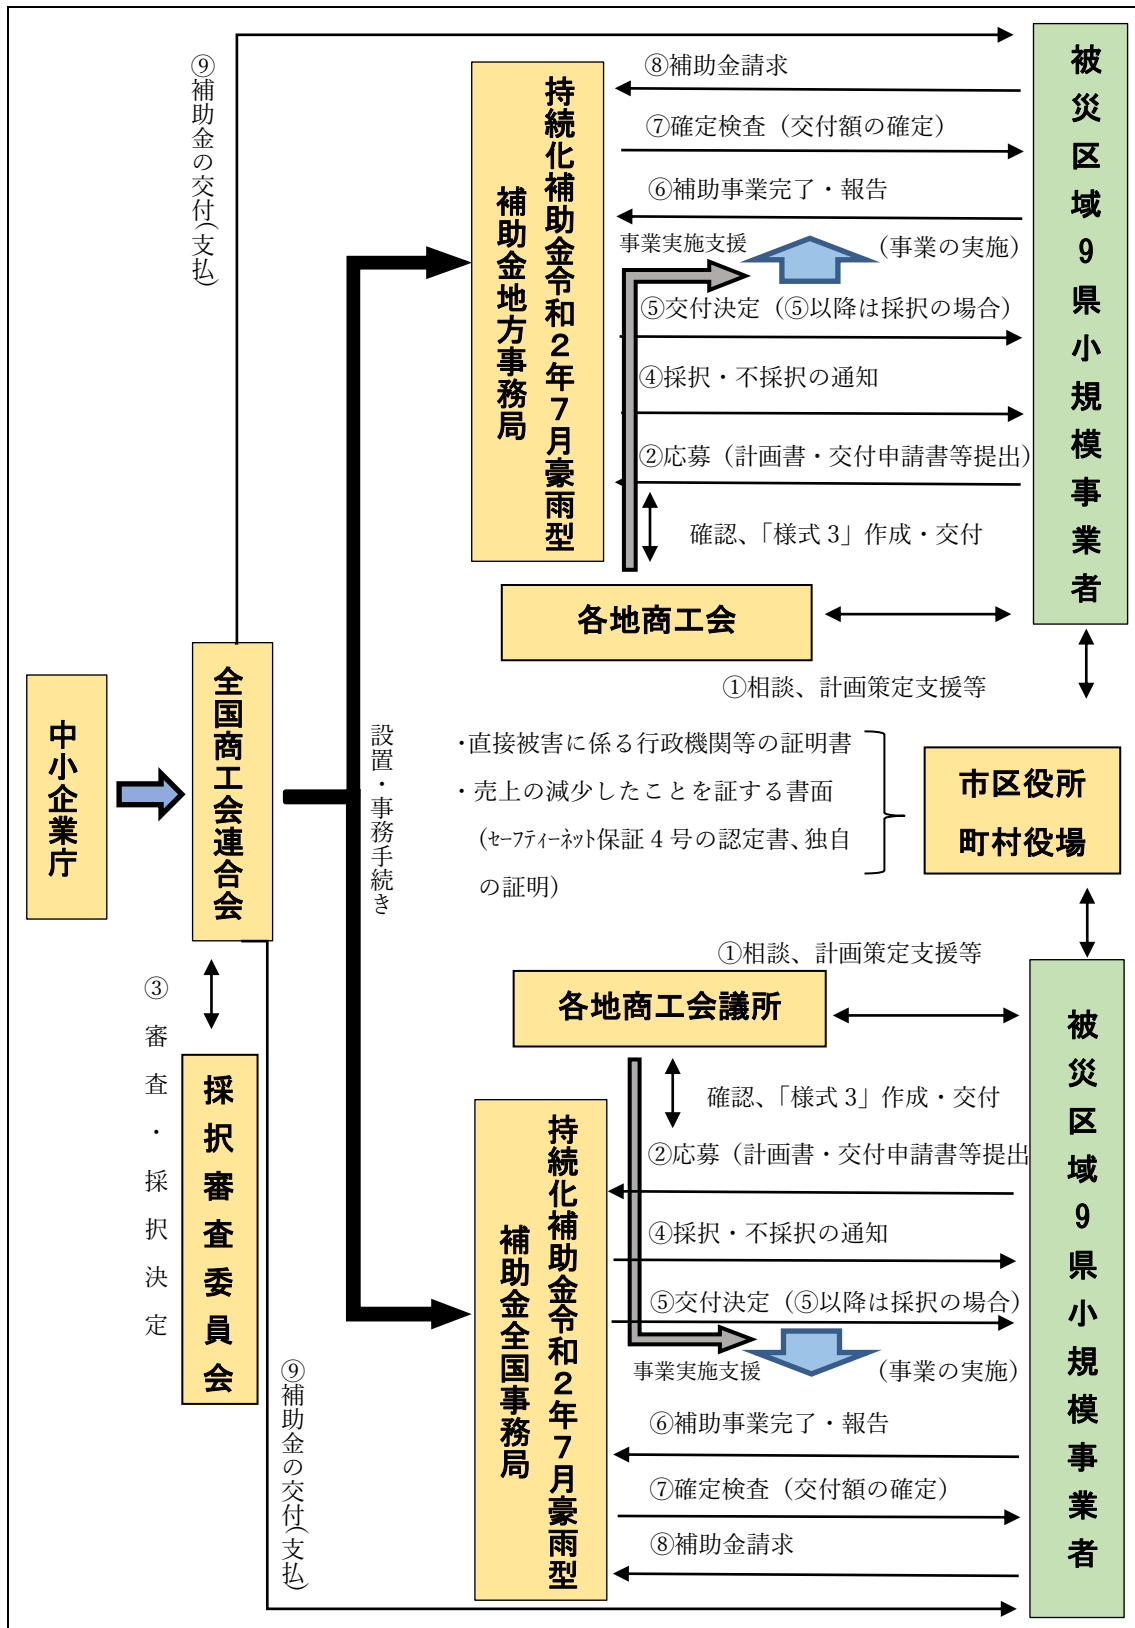 ⑨補助金の交付(支払)
持続化補助金令和２年７月豪雨型
補助金地方事務局
⑧補助金請求
⑦確定検査（交付額の確定）
⑥補助事業完了・報告
事業実施支援
(事業の実施)
⑤交付決定（⑤以降は採択の場合）
④採択・不採択の通知
②応募（計画書・交付申請書等提出）
確認、「様式３」作成・交付
被災区域９県小規模事業者
各地商工会
①相談、計画策定支援等
中小企業庁
全国商工会連合会
設置・事務手続き
・直接被害に係る行政機関等の証明書
・売上の減少したことを証する書面
(ｾｰﾌﾃｨｰﾈｯﾄ保証４号の認定書、独自
の証明)
市区役所
町村役場
③審査・採択決定
採択審査委員会
①相談、計画策定支援等
各地商工会議所
確認、「様式３」作成・交付
②応募（計画書・交付申請書等提出
④採択・不採択の通知
⑤交付決定（⑤以降は採択の場合）
事業実施支援
(事業の実施)
⑥補助事業完了・報告
⑦確定検査（交付額の確定）
⑧補助金請求
持続化補助金令和２年７月豪雨型
補助金全国事務局
被災区域９県小規模事業者
⑨補助金の交付(支払)